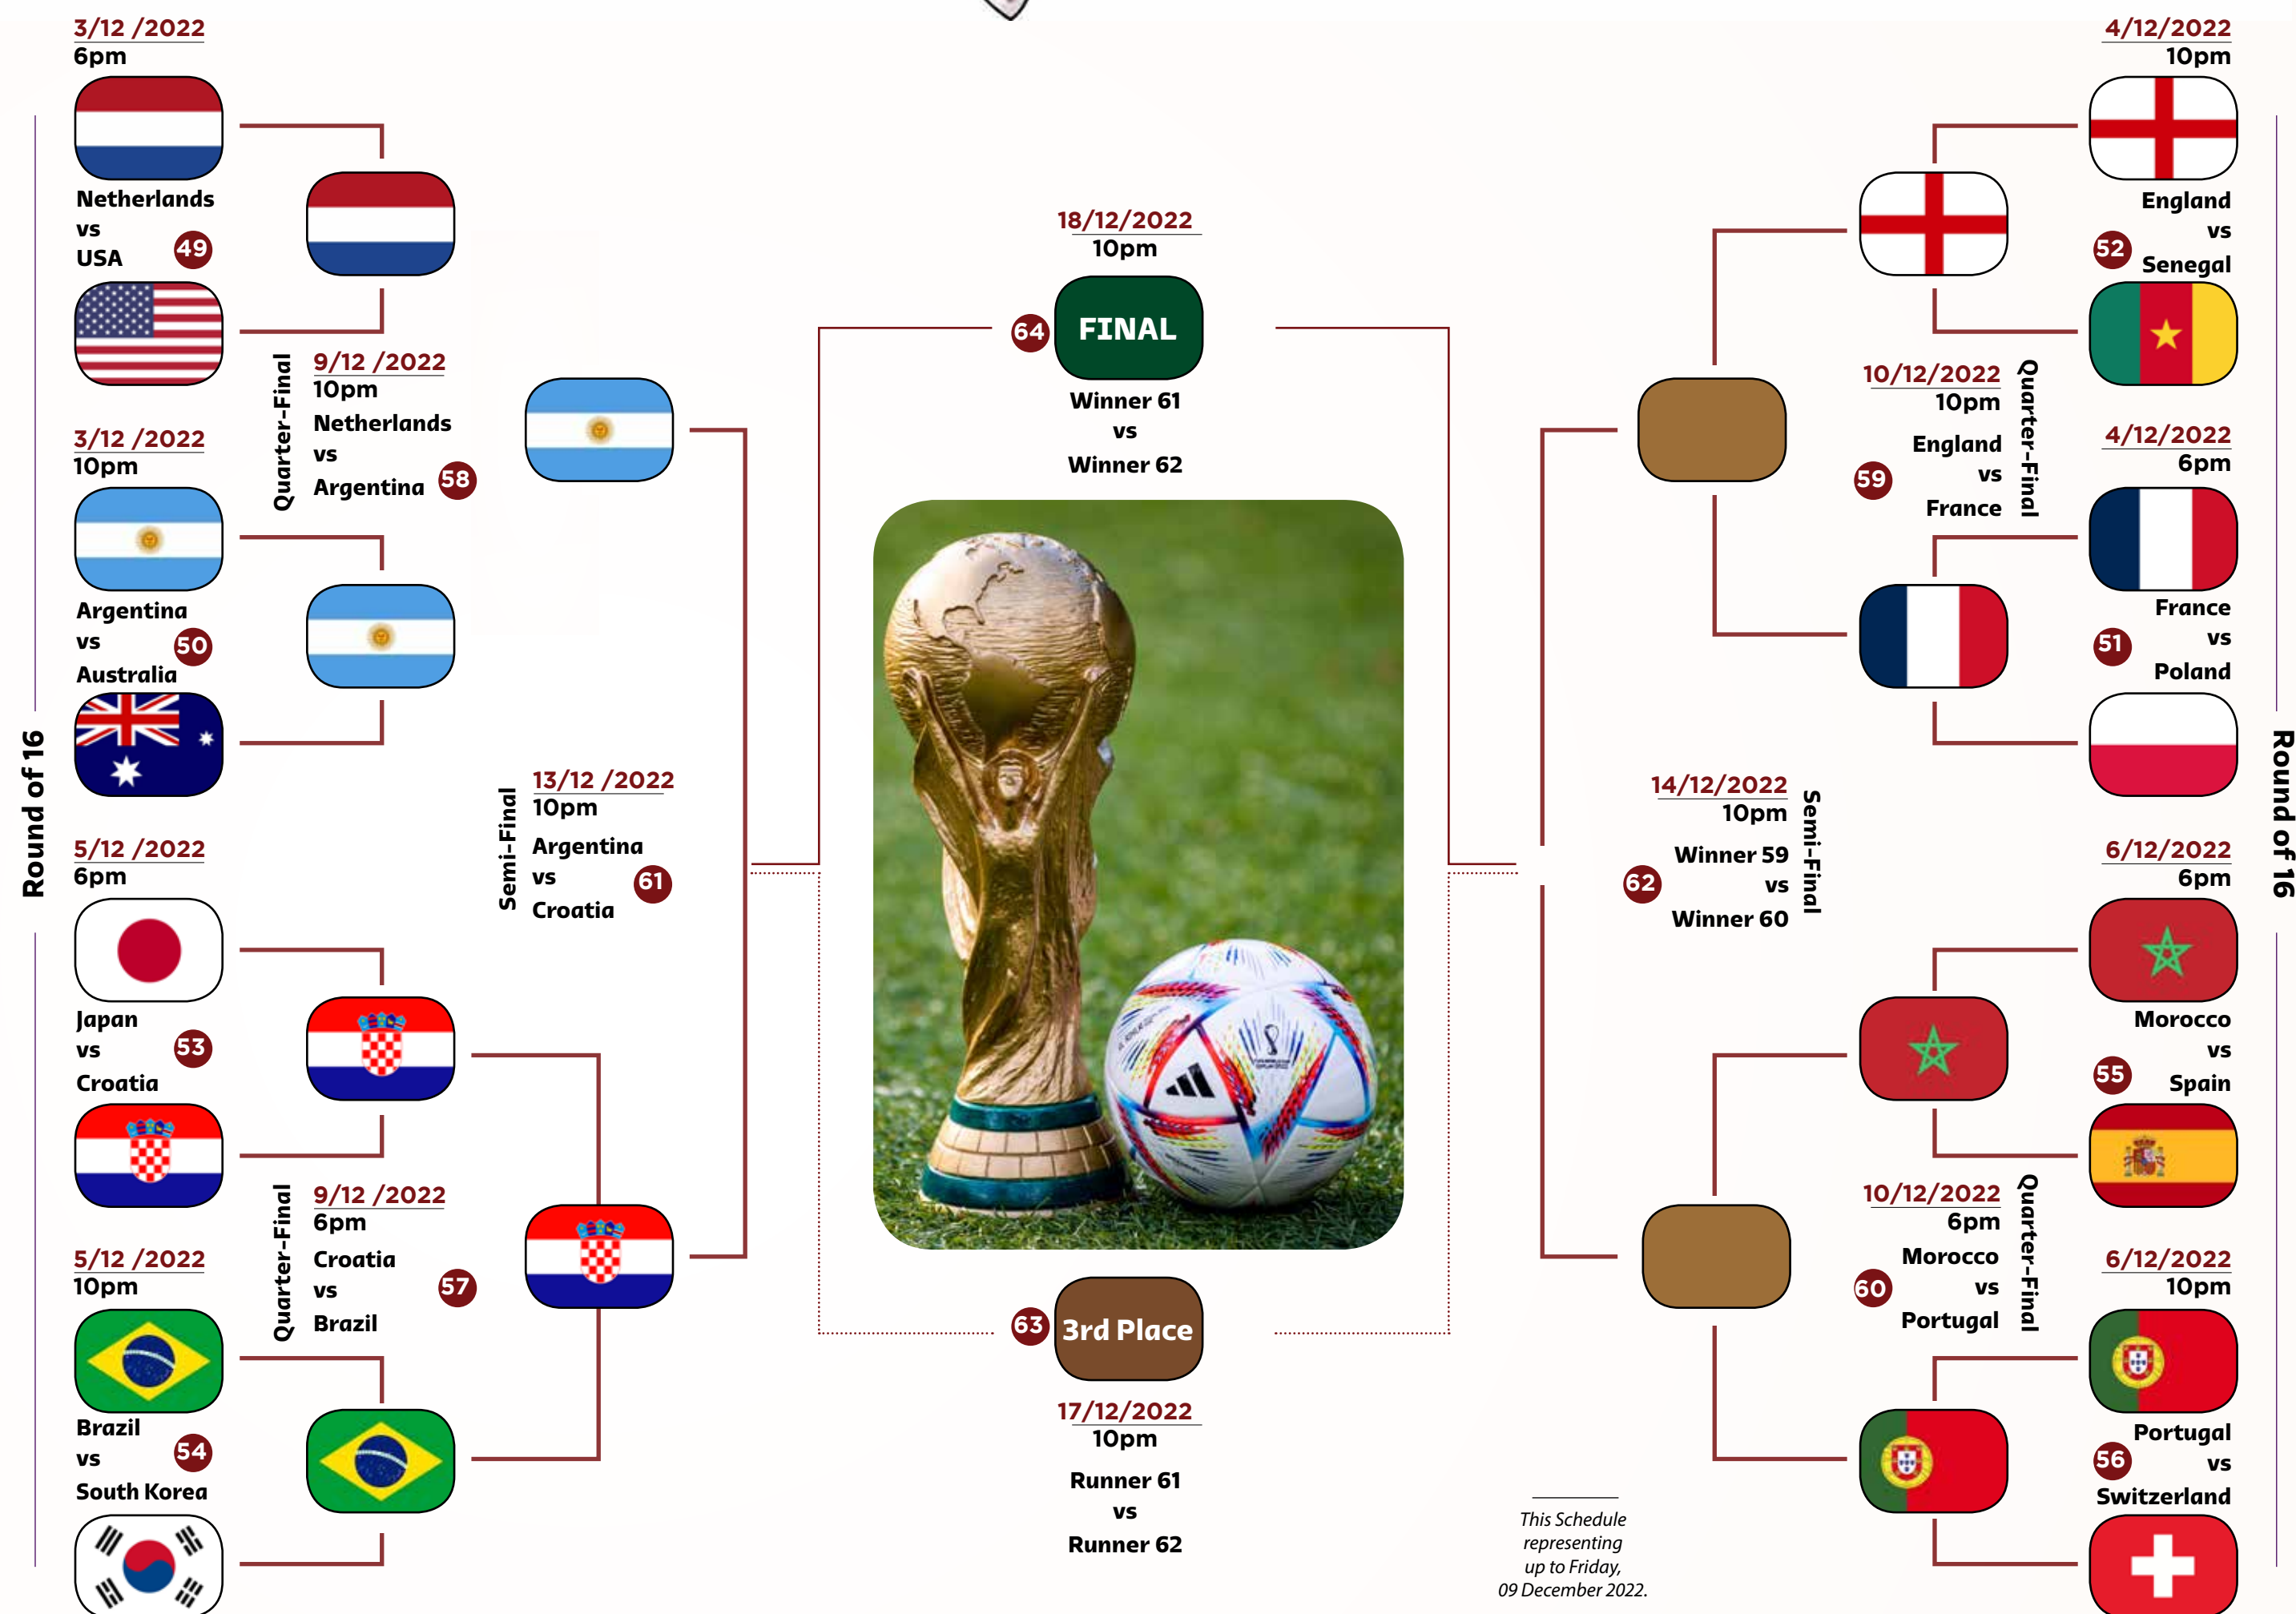 3/12 /2022
6pm
Netherlands
vs
USA
49
3/12 /2022
10pm
Argentina
vs
Australia
50
Round of 16
5/12 /2022
6pm
Japan
vs
Croatia
53
5/12 /2022
10pm
Brazil
vs
South Korea
54
Quarter-Final
9/12 /2022
10pm
Netherlands
vs
Argentina
58
Quarter-Final
9/12 /2022
6pm
Croatia
vs
Brazil
57
Semi-Final
13/12 /2022
10pm
Argentina
vs
Croatia
61
18/12/2022
10pm
64
FINAL
Winner 61
vs
Winner 62
63
3rd Place
17/12/2022
10pm
Runner 61
vs
Runner 62
14/12/2022
10pm
Winner 59
vs
Winner 60
62
Semi-Final
10/12/2022
10pm
England
vs
France
59
Quarter-Final
10/12/2022
6pm
Morocco
vs
Portugal
60
Quarter-Final
4/12/2022
10pm
England
vs
Senegal
52
4/12/2022
6pm
France
vs
Poland
51
Round of 16
6/12/2022
6pm
Morocco
vs
Spain
55
6/12/2022
10pm
Portugal
vs
Switzerland
56
This Schedule
representing
up to Friday,
09 December 2022.